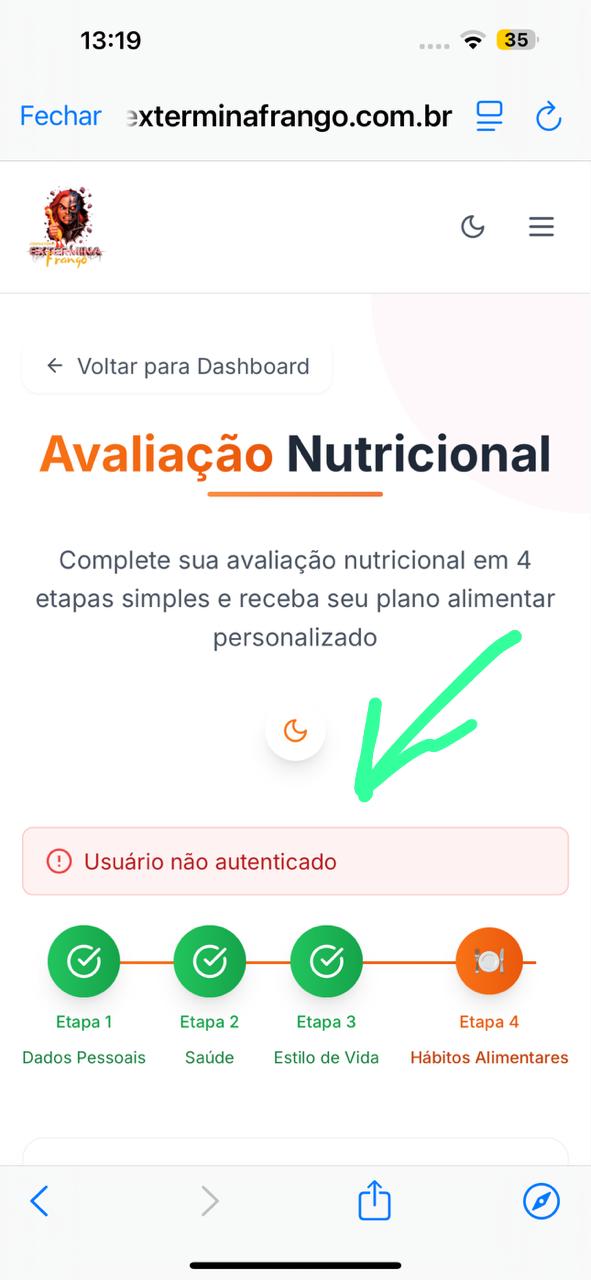 13:19
35
Fechar exterminafrango.com.br
EXTERMINA
Frango
Voltar para Dashboard
Avaliação Nutricional
Complete sua avaliação nutricional em 4
etapas simples e receba seu plano alimentar
personalizado
Usuário não autenticado
Etapa 1
Etapa 2
Etapa 3
Etapa 4
Dados Pessoais
Saúde
Estilo de Vida
Hábitos Alimentares